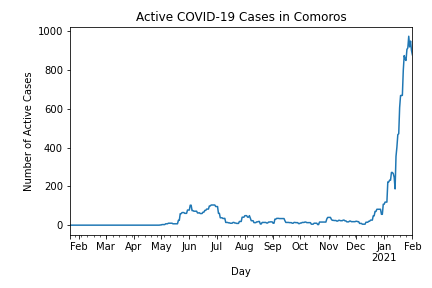 Active COVID-19 Cases in Comoros
1000
800
600
400
200
0
Number of Active Cases
Feb Mar Apr May Jun Jul Aug Sep Oct Nov Dec Jan Feb
2021
Day